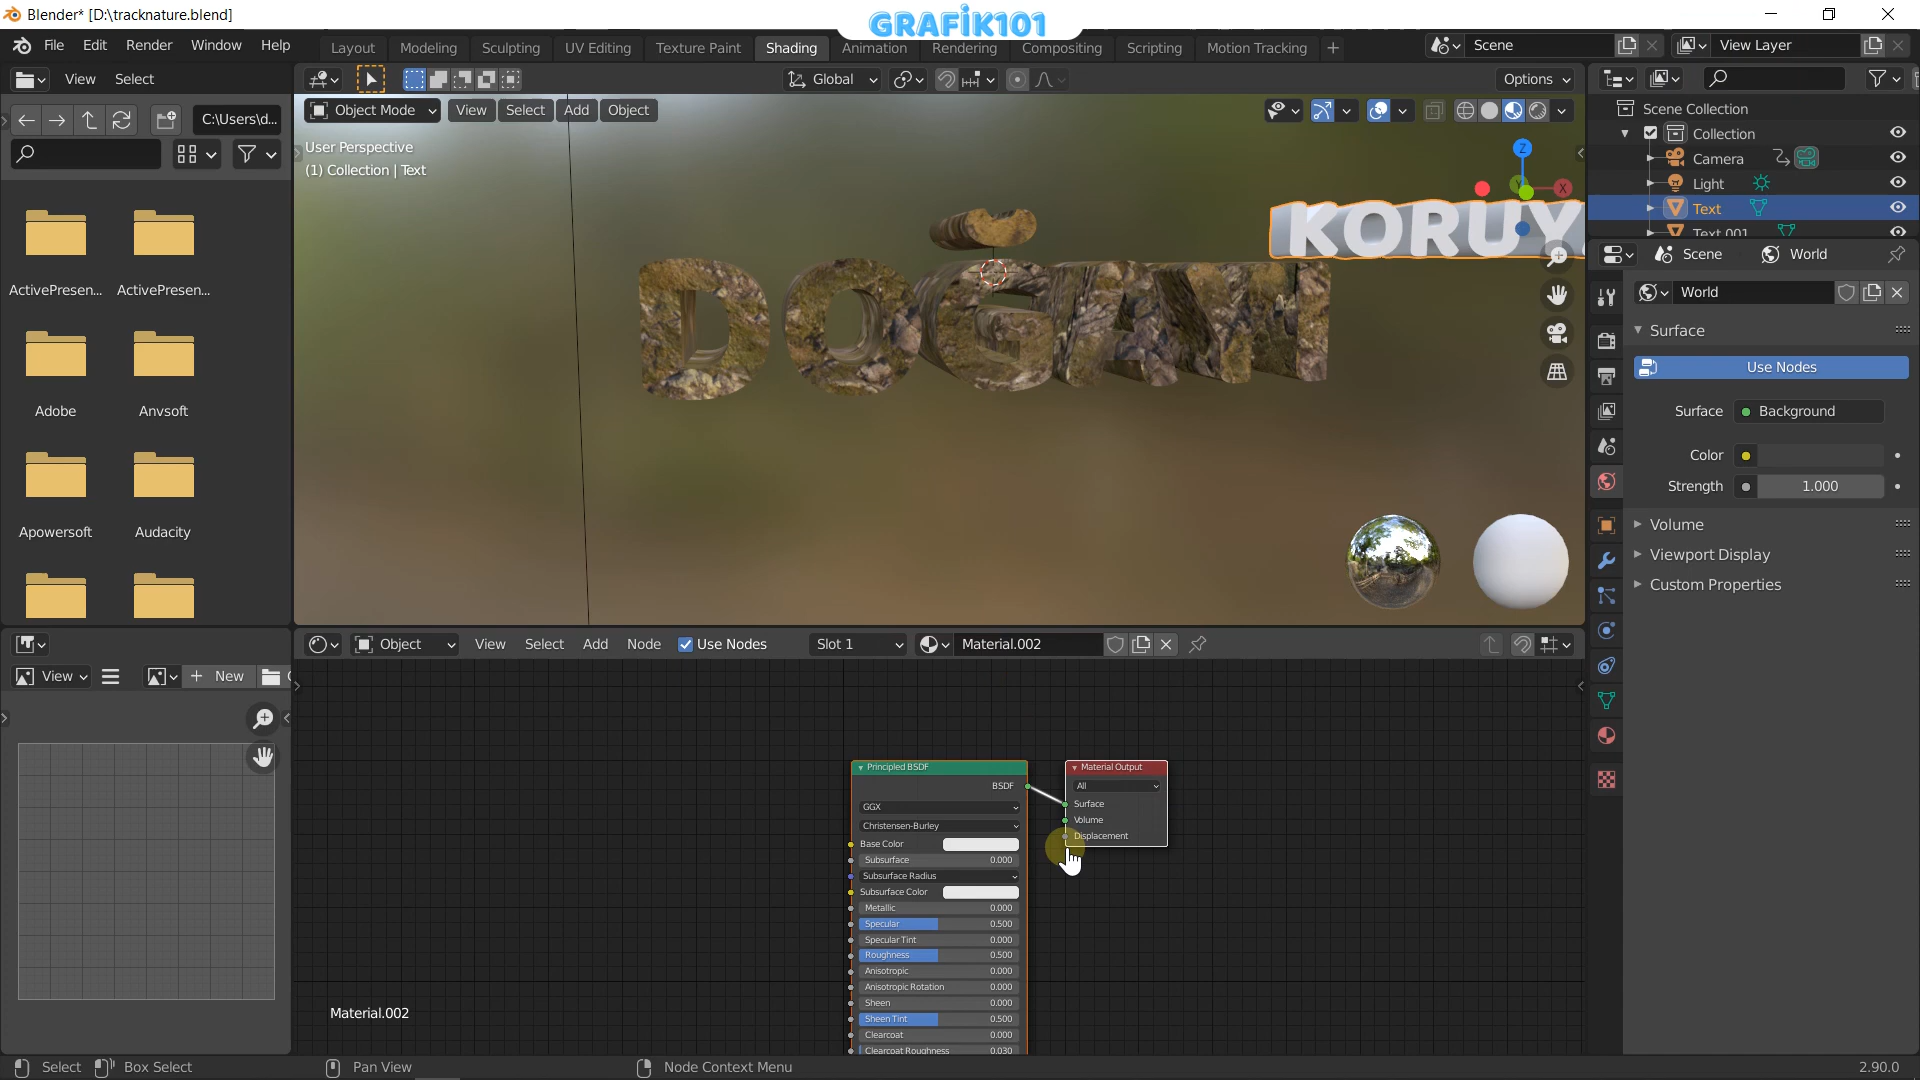 Blender* [D:\tracknature.blend]
GRAFİK101
File Edit Render Window Help
Layout Modeling Sculpting UV Editing Texture Paint Shading Animation Rendering Compositing Scripting Motion Tracking
Scene
View Layer
View Select
Global
Options
C:\Users\d...
Object Mode View Select Add Object
User Perspective
(1) Collection | Text
Scene Collection
Collection
Camera
Light
Text
Text.001
ActivePresen... ActivePresen...
Adobe Anvsoft
Apowersoft Audacity
DOĞANI
KORUY
Z
X
Scene World
World
Surface
Use Nodes
Surface Background
Color
Strength 1.000
Volume
Viewport Display
Custom Properties
View
New
Object View Select Add Node Use Nodes Slot 1 Material.002
Principled BSDF
BSDF
GGX
Christensen-Burley
Base Color
Subsurface 0.000
Subsurface Radius
Subsurface Color
Metallic 0.000
Specular 0.500
Specular Tint 0.000
Roughness 0.500
Anisotropic 0.000
Anisotropic Rotation 0.000
Sheen 0.000
Sheen Tint 0.500
Clearcoat 0.000
Clearcoat Roughness 0.030
Material Output
All
Surface
Volume
Displacement
Material.002
Select Box Select Pan View Node Context Menu 2.90.0